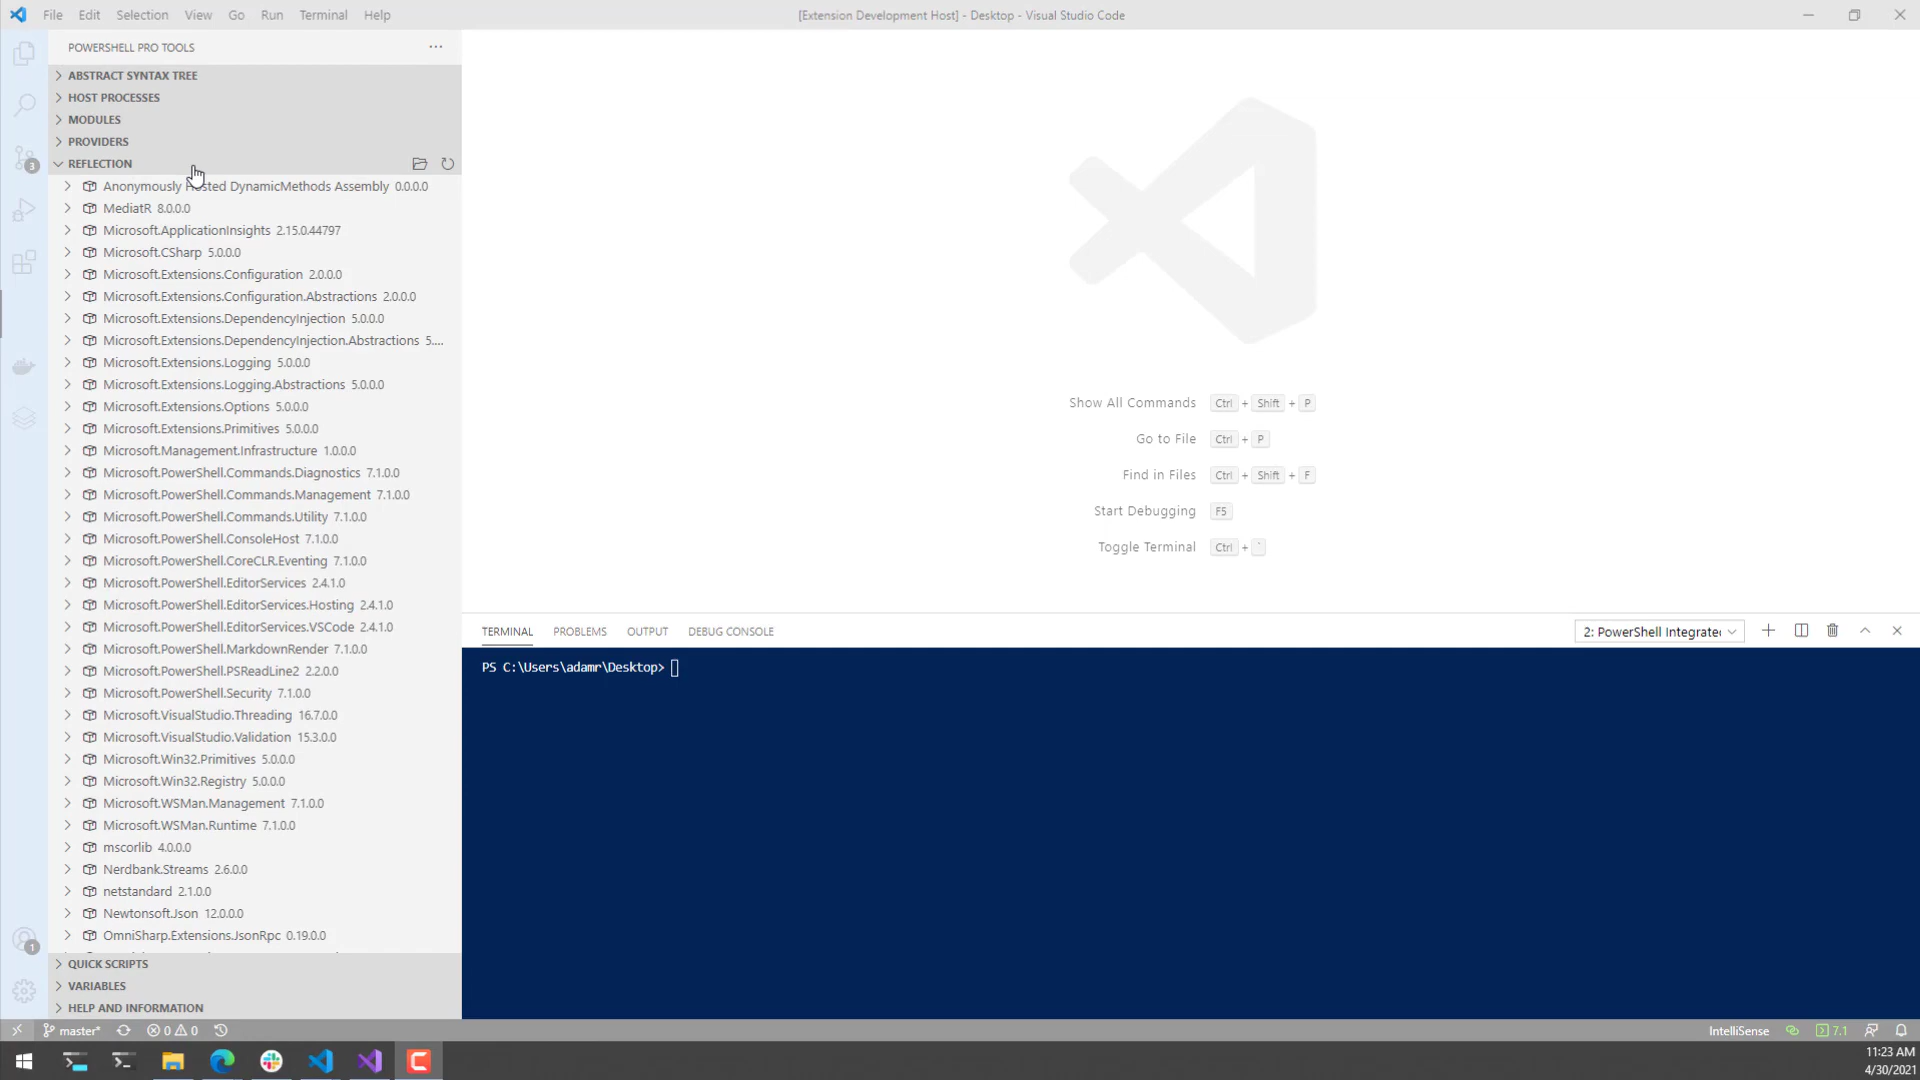 File Edit Selection View Go Run Terminal Help
[Extension Development Host] - Desktop - Visual Studio Code
POWERSHELL PRO TOOLS
ABSTRACT SYNTAX TREE
HOST PROCESSES
MODULES
PROVIDERS
REFLECTION
Anonymously Hosted DynamicMethods Assembly 0.0.0.0
MediatR 8.0.0.0
Microsoft.ApplicationInsights 2.15.0.44797
Microsoft.CSharp 5.0.0.0
Microsoft.Extensions.Configuration 2.0.0.0
Microsoft.Extensions.Configuration.Abstractions 2.0.0.0
Microsoft.Extensions.DependencyInjection 5.0.0.0
Microsoft.Extensions.DependencyInjection.Abstractions 5....
Microsoft.Extensions.Logging 5.0.0.0
Microsoft.Extensions.Logging.Abstractions 5.0.0.0
Microsoft.Extensions.Options 5.0.0.0
Microsoft.Extensions.Primitives 5.0.0.0
Microsoft.Management.Infrastructure 1.0.0.0
Microsoft.PowerShell.Commands.Diagnostics 7.1.0.0
Microsoft.PowerShell.Commands.Management 7.1.0.0
Microsoft.PowerShell.Commands.Utility 7.1.0.0
Microsoft.PowerShell.ConsoleHost 7.1.0.0
Microsoft.PowerShell.CoreCLR.Eventing 7.1.0.0
Microsoft.PowerShell.EditorServices 2.4.1.0
Microsoft.PowerShell.EditorServices.Hosting 2.4.1.0
Microsoft.PowerShell.EditorServices.VSCode 2.4.1.0
Microsoft.PowerShell.MarkdownRender 7.1.0.0
Microsoft.PowerShell.PSReadLine2 2.2.0.0
Microsoft.PowerShell.Security 7.1.0.0
Microsoft.VisualStudio.Threading 16.7.0.0
Microsoft.VisualStudio.Validation 15.3.0.0
Microsoft.Win32.Primitives 5.0.0.0
Microsoft.Win32.Registry 5.0.0.0
Microsoft.WSMan.Management 7.1.0.0
Microsoft.WSMan.Runtime 7.1.0.0
mscorlib 4.0.0.0
Nerdbank.Streams 2.6.0.0
netstandard 2.1.0.0
Newtonsoft.Json 12.0.0.0
OmniSharp.Extensions.JsonRpc 0.19.0.0
QUICK SCRIPTS
VARIABLES
HELP AND INFORMATION
3
1
Show All Commands Ctrl + Shift + P
Go to File Ctrl + P
Find in Files Ctrl + Shift + F
Start Debugging F5
Toggle Terminal Ctrl + `
TERMINAL PROBLEMS OUTPUT DEBUG CONSOLE
2: PowerShell Integrate
PS C:\Users\adamr\Desktop>
master* 0 0
IntelliSense 7.1
11:23 AM
4/30/2021